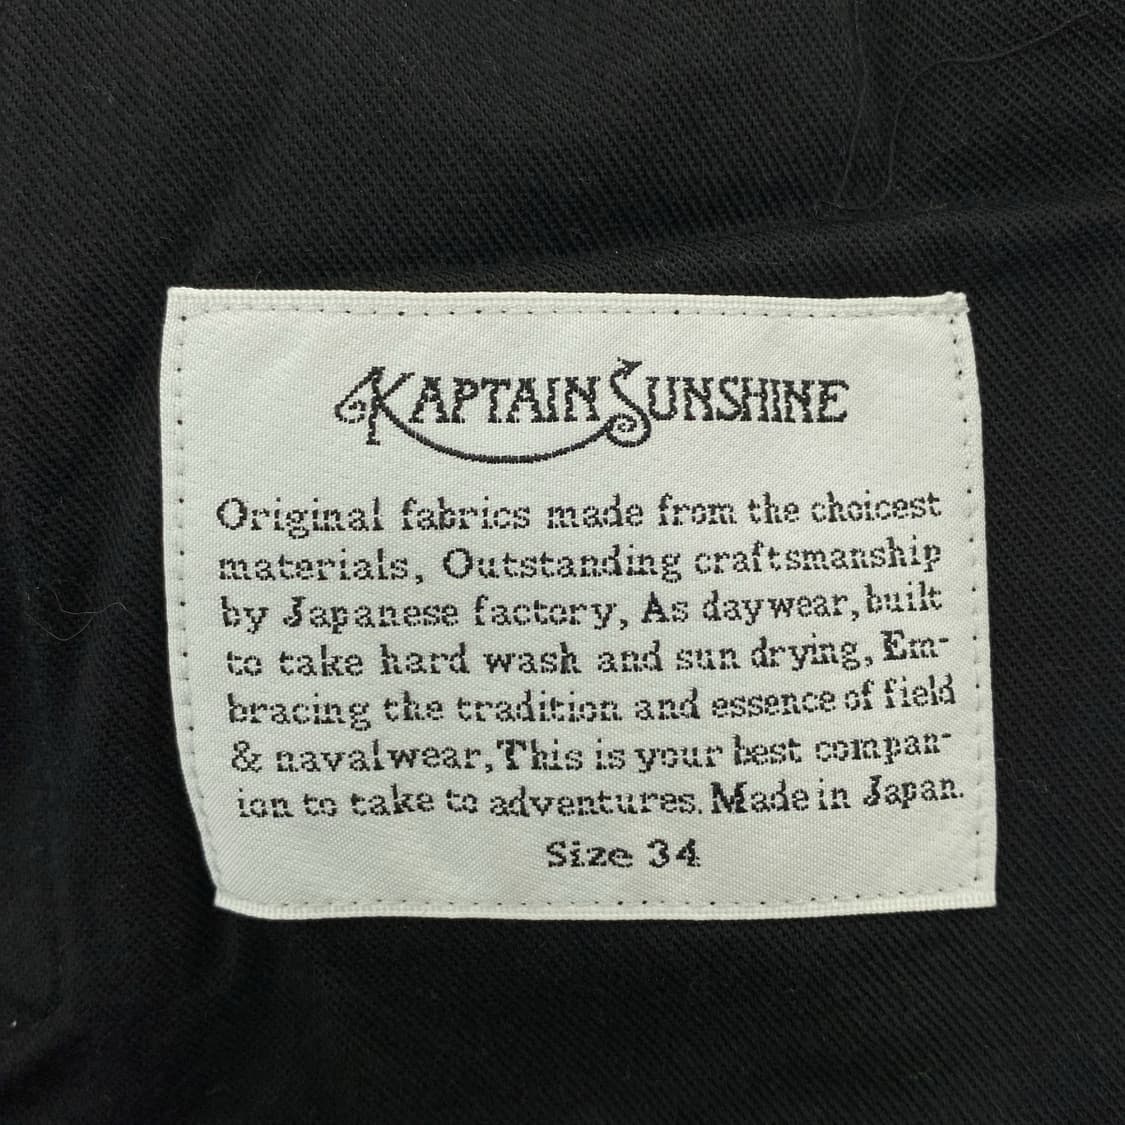 KAPTAIN SUNSHINE
Original fabrics made from the choicest
materials, Outstanding craftsmanship
by Japanese factory, As daywear, built
to take hard wash and sun drying, Em-
bracing the tradition and essence of field
& navalwear, This is your best compan-
ion to take to adventures. Made in Japan.
Size 34